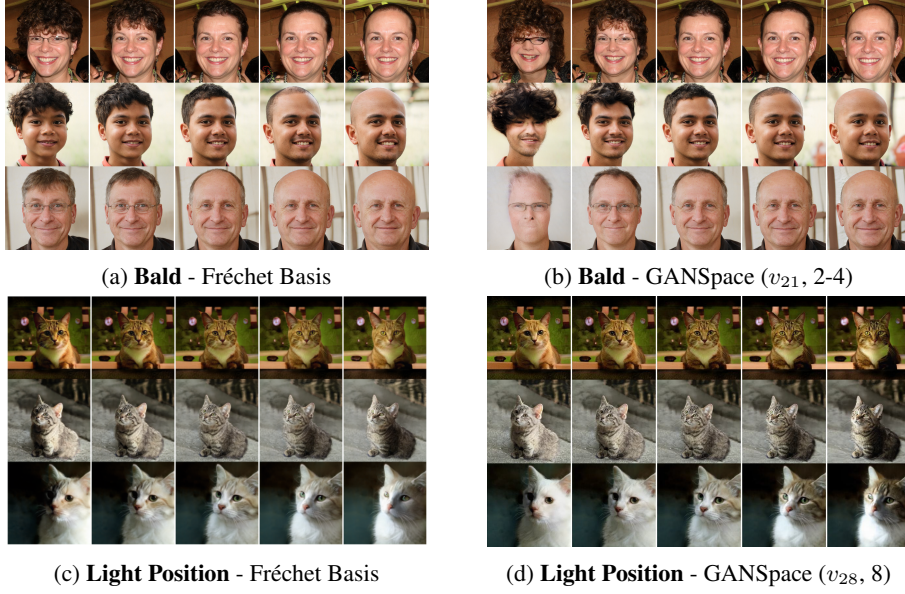 (a) Bald - Fréchet Basis
(b) Bald - GANSpace (v21, 2-4)
(c) Light Position - Fréchet Basis
(d) Light Position - GANSpace (v28, 8)